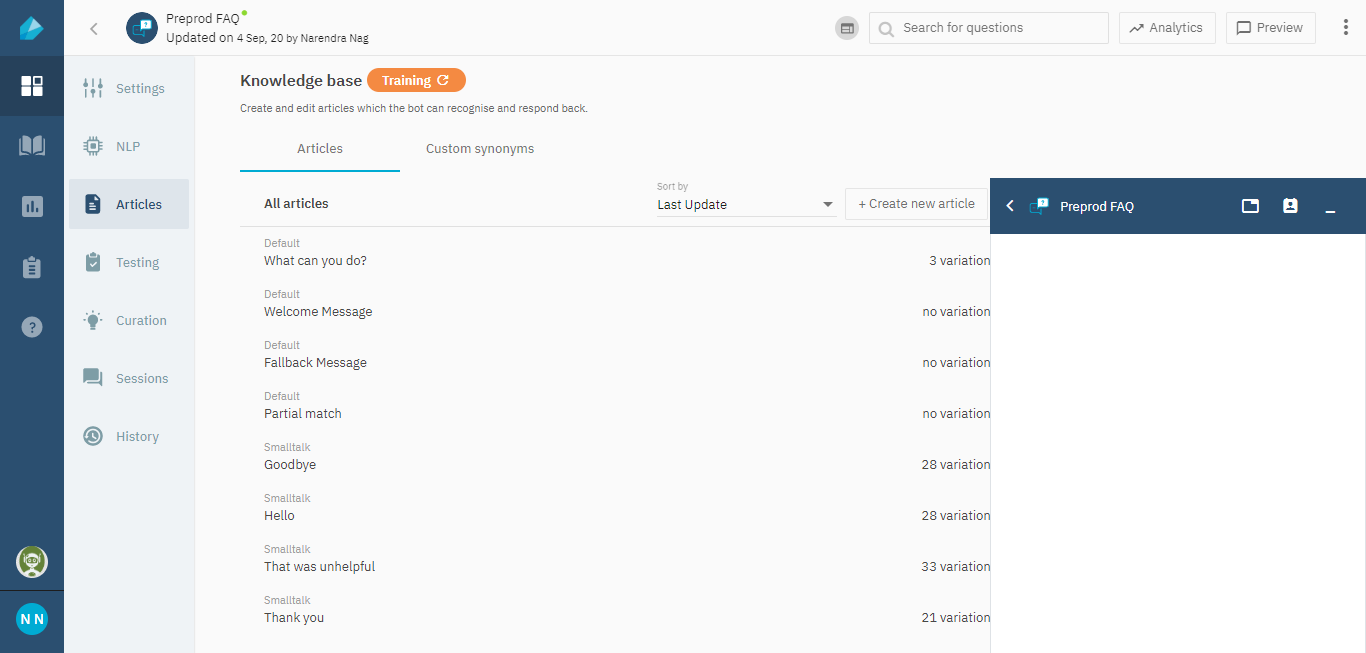 Preprod FAQ
Updated on 4 Sep, 20 by Narendra Nag
Search for questions
Analytics
Preview
Settings
NLP
Articles
Testing
Curation
Sessions
History
N N
Knowledge base
Training
Create and edit articles which the bot can recognise and respond back.
Articles
Custom synonyms
All articles
Sort by
Last Update
+ Create new article
Default
What can you do?
3 variation
Default
Welcome Message
no variation
Default
Fallback Message
no variation
Default
Partial match
no variation
Smalltalk
Goodbye
28 variation
Smalltalk
Hello
28 variation
Smalltalk
That was unhelpful
33 variation
Smalltalk
Thank you
21 variation
Preprod FAQ